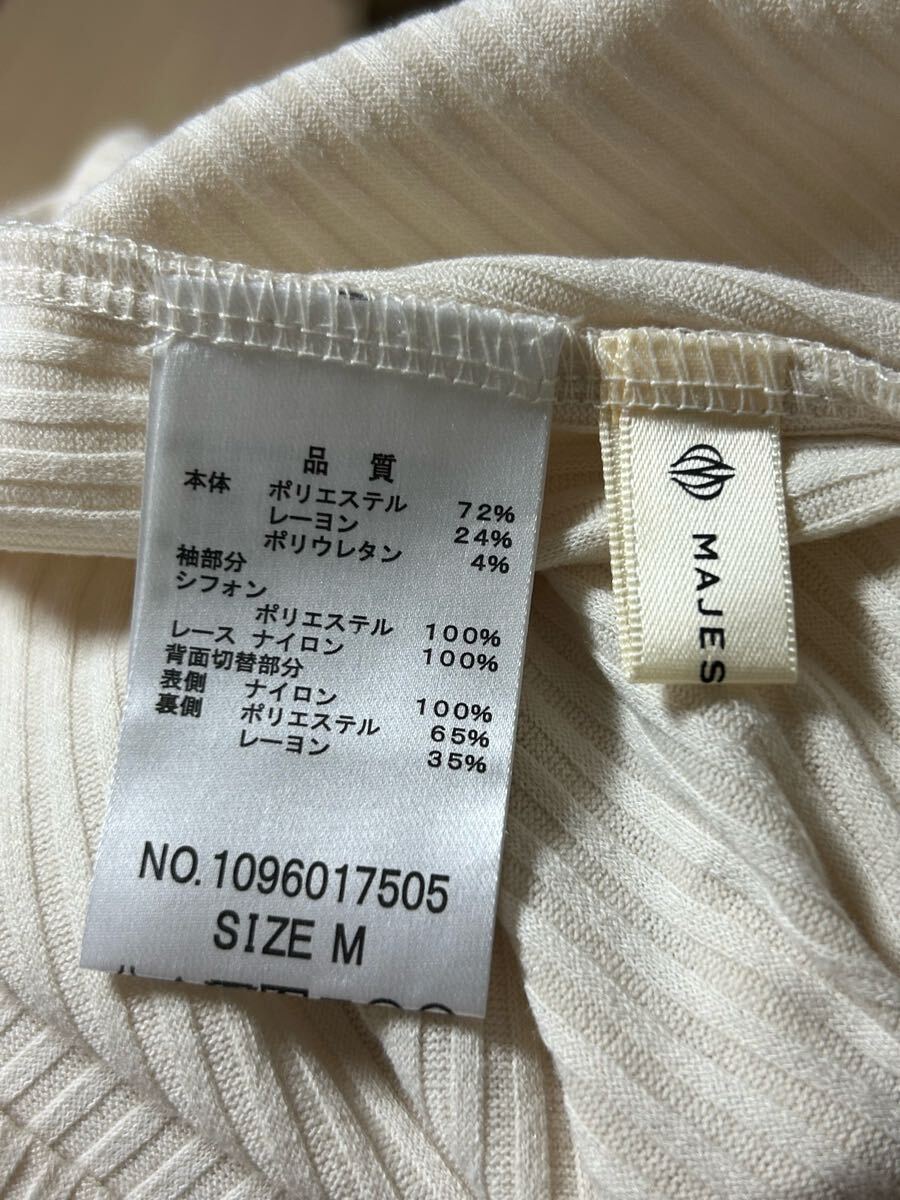 品 質
本体 ポリエステル 72%
レーヨン 24%
ポリウレタン 4%
袖部分
シフォン
ポリエステル 100%
レース ナイロン 100%
背面切替部分
表側 ナイロン 100%
裏側 ポリエステル 65%
レーヨン 35%
NO.1096017505
SIZE M
MAJES